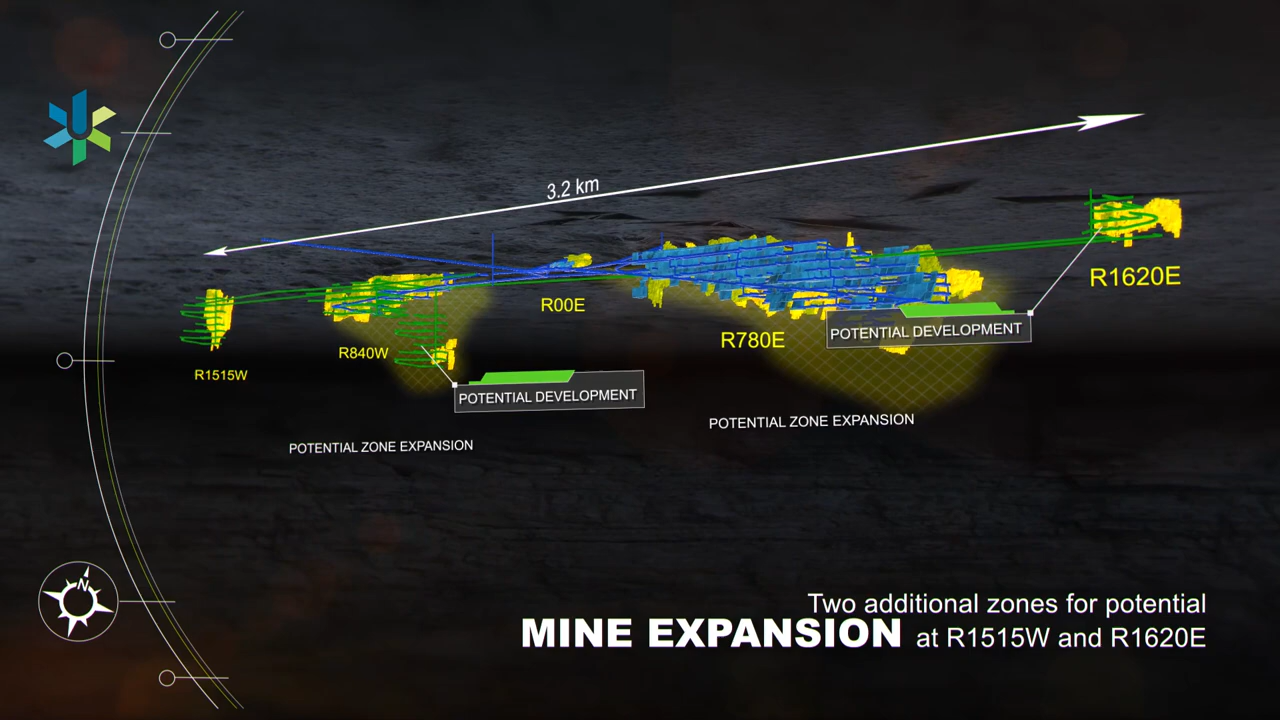 3.2 km
R1620E
R00E
R780E
POTENTIAL DEVELOPMENT
R840W
R1515W
POTENTIAL DEVELOPMENT
POTENTIAL ZONE EXPANSION
POTENTIAL ZONE EXPANSION
N
Two additional zones for potential
MINE EXPANSION at R1515W and R1620E